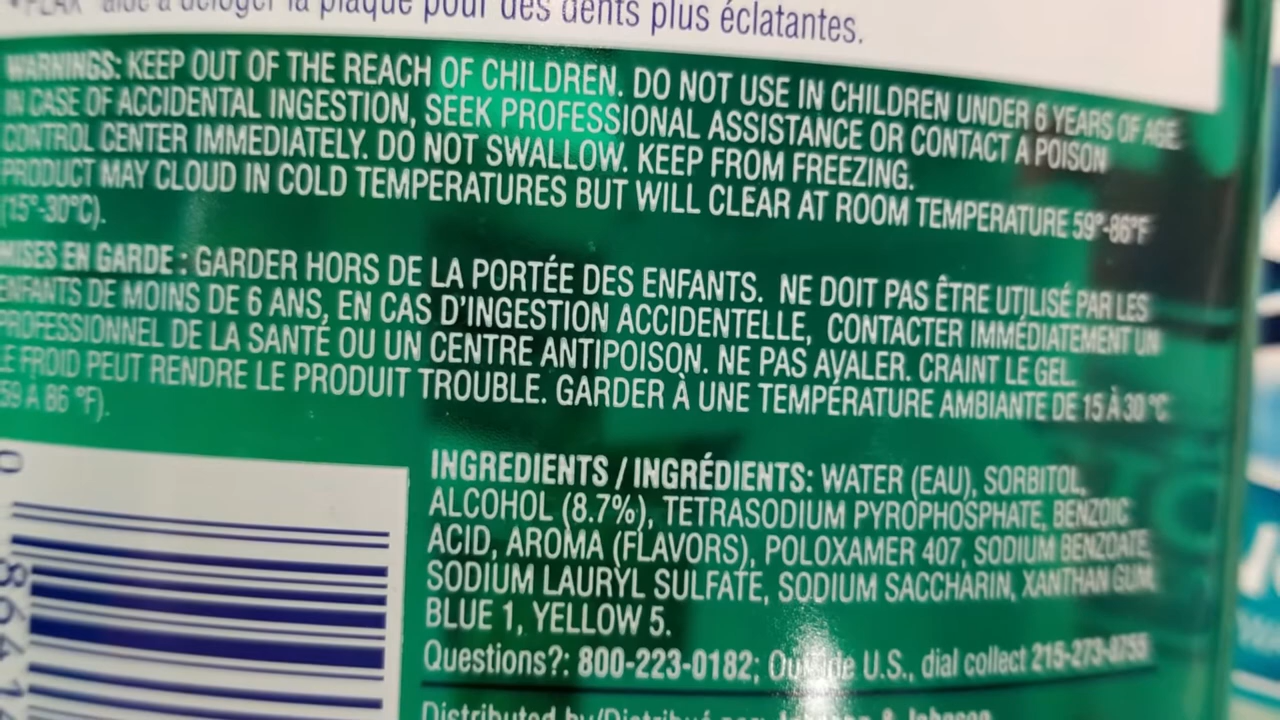 PLAX aide à déloger la plaque pour des dents plus éclatantes.
WARNINGS: KEEP OUT OF THE REACH OF CHILDREN. DO NOT USE IN CHILDREN UNDER 6 YEARS OF AGE.
IN CASE OF ACCIDENTAL INGESTION, SEEK PROFESSIONAL ASSISTANCE OR CONTACT A POISON
CONTROL CENTER IMMEDIATELY. DO NOT SWALLOW. KEEP FROM FREEZING.
PRODUCT MAY CLOUD IN COLD TEMPERATURES BUT WILL CLEAR AT ROOM TEMPERATURE 59°-86°F
(15°-30°C).
MISES EN GARDE : GARDER HORS DE LA PORTÉE DES ENFANTS. NE DOIT PAS ÊTRE UTILISÉ PAR LES
ENFANTS DE MOINS DE 6 ANS, EN CAS D'INGESTION ACCIDENTELLE, CONTACTER IMMÉDIATEMENT UN
PROFESSIONNEL DE LA SANTÉ OU UN CENTRE ANTIPOISON. NE PAS AVALER. CRAINT LE GEL.
LE FROID PEUT RENDRE LE PRODUIT TROUBLE. GARDER À UNE TEMPÉRATURE AMBIANTE DE 15 À 30 °C
(59 À 86 °F).
INGREDIENTS / INGRÉDIENTS: WATER (EAU), SORBITOL,
ALCOHOL (8.7%), TETRASODIUM PYROPHOSPHATE, BENZOIC
ACID, AROMA (FLAVORS), POLOXAMER 407, SODIUM BENZOATE,
SODIUM LAURYL SULFATE, SODIUM SACCHARIN, XANTHAN GUM,
BLUE 1, YELLOW 5.
Questions?: 800-223-0182; Outside U.S., dial collect 215-273-8755
Distributed by/Distribué par Johnson & Johnson